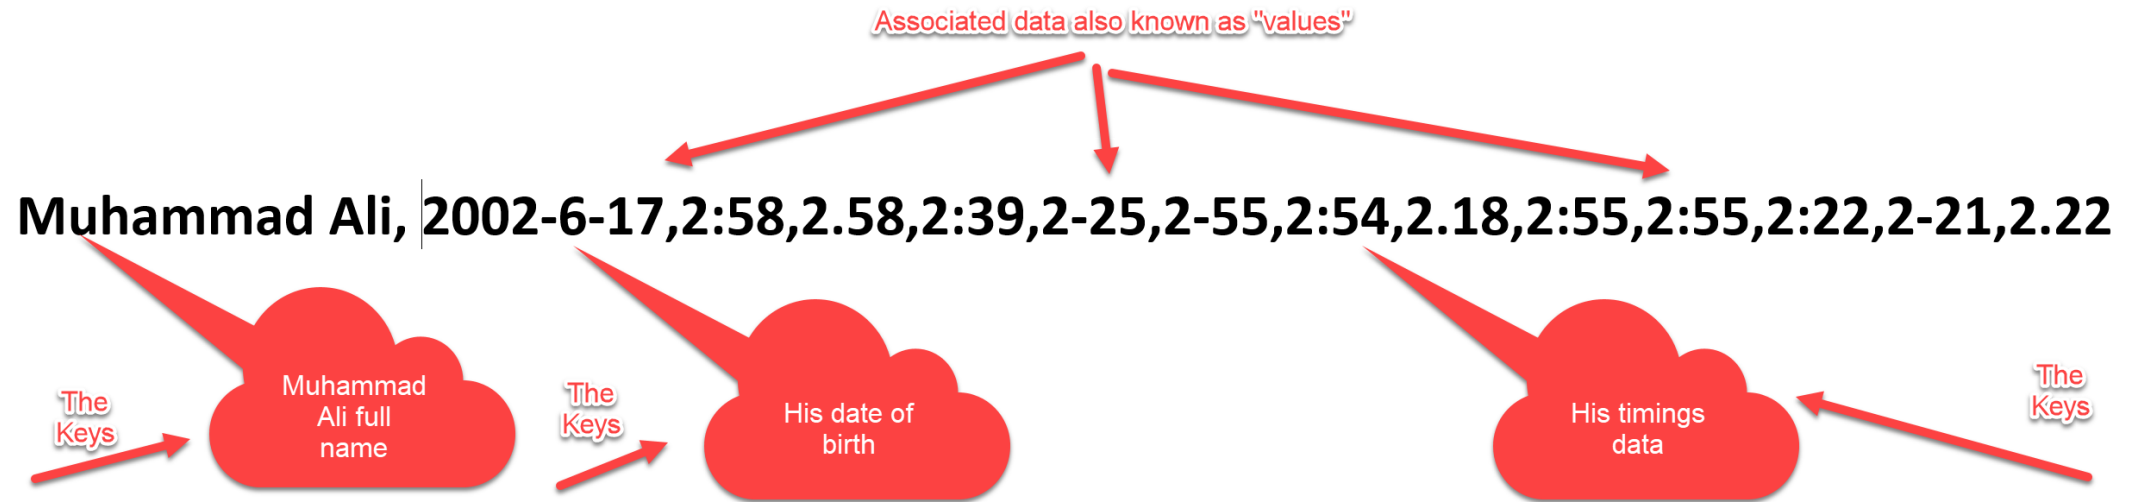 Associated data also known as "values"
Muhammad Ali, 2002-6-17,2:58,2.58,2:39,2-25,2-55,2:54,2.18,2:55,2:55,2:22,2-21,2.22
The
Keys
Muhammad
Ali full
name
The
Keys
His date of
birth
His timings
data
The
Keys